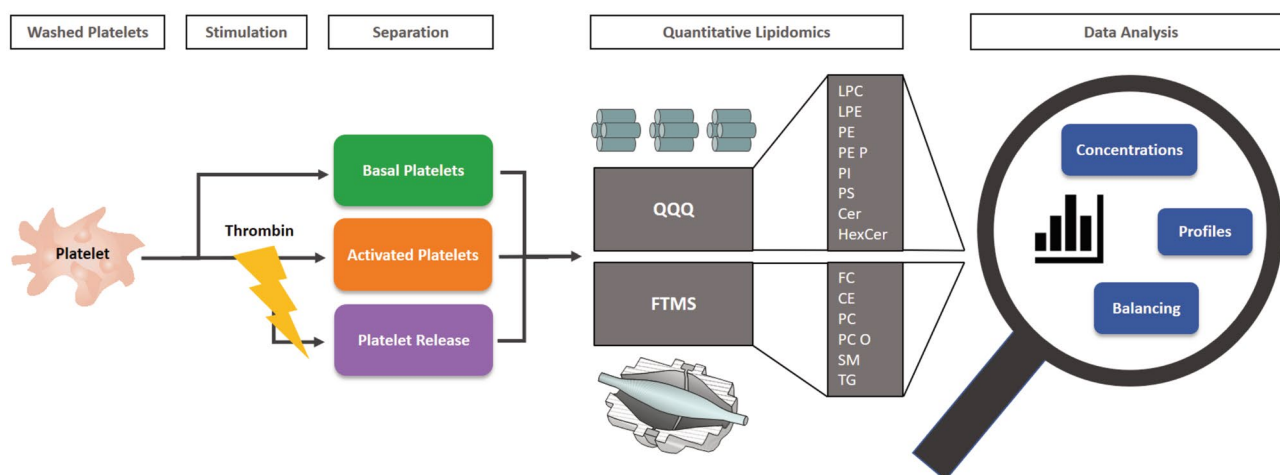 Washed Platelets
Stimulation
Separation
Quantitative Lipidomics
Data Analysis
Platelet
Thrombin
Basal Platelets
Activated Platelets
Platelet Release
QQQ
FTMS
LPC
LPE
PE
PE P
PI
PS
Cer
HexCer
FC
CE
PC
PC O
SM
TG
Concentrations
Profiles
Balancing